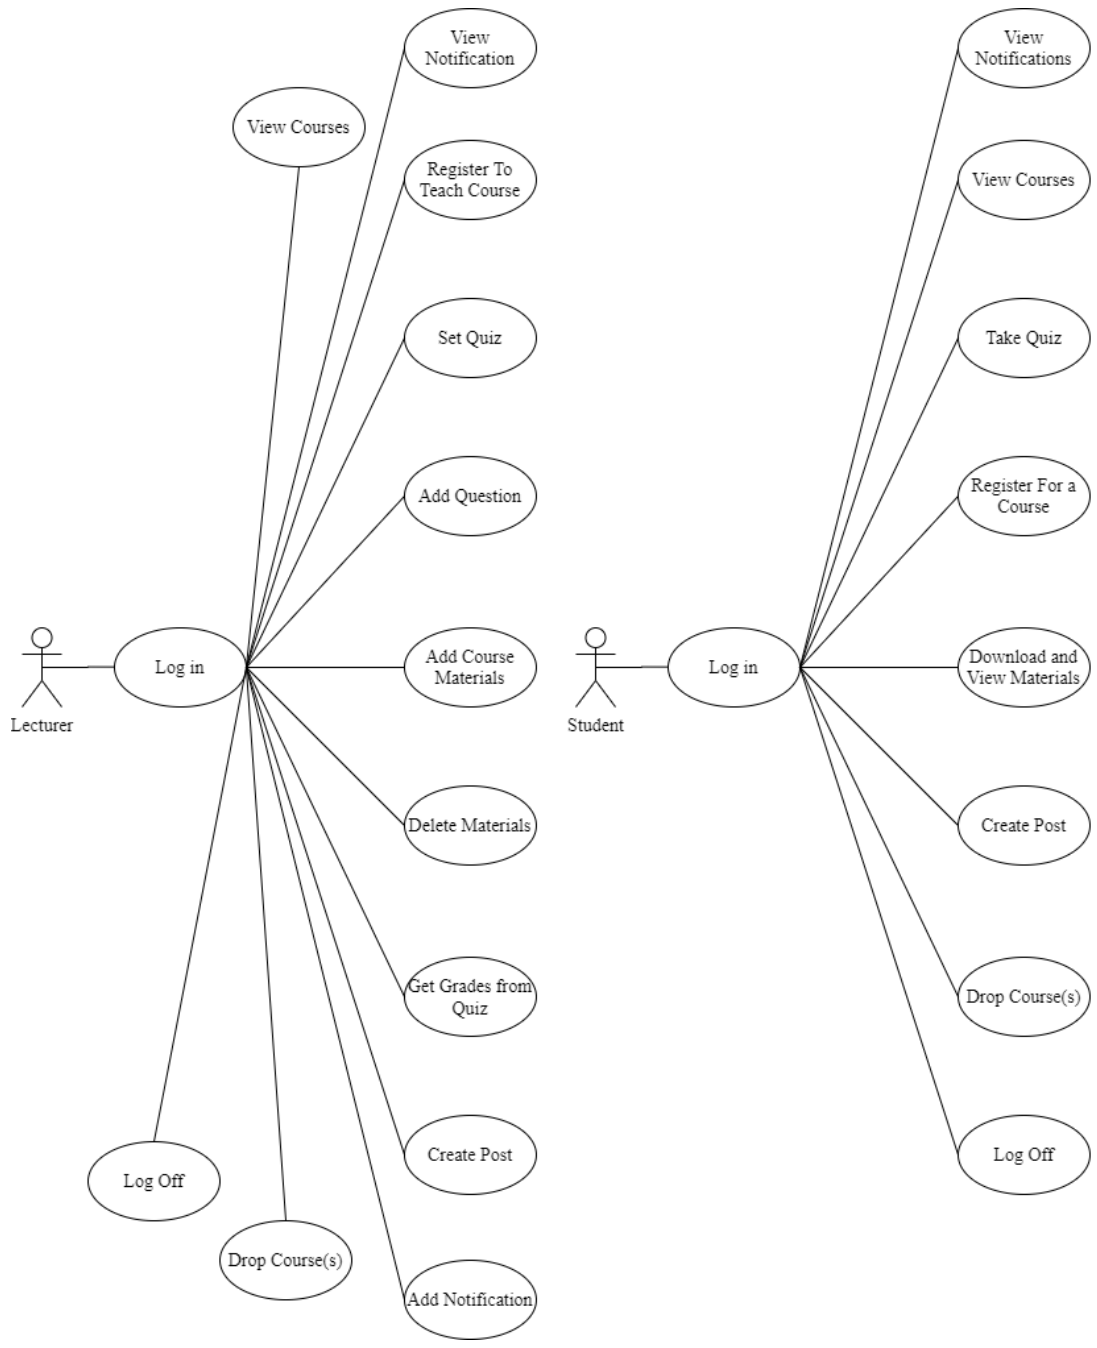 View
Notification
View Courses
Register To
Teach Course
Set Quiz
Add Question
Log in
Lecturer
Add Course
Materials
Delete Materials
Get Grades from
Quiz
Create Post
Log Off
Drop Course(s)
Add Notification
View
Notifications
View Courses
Take Quiz
Register For a
Course
Log in
Student
Download and
View Materials
Create Post
Drop Course(s)
Log Off